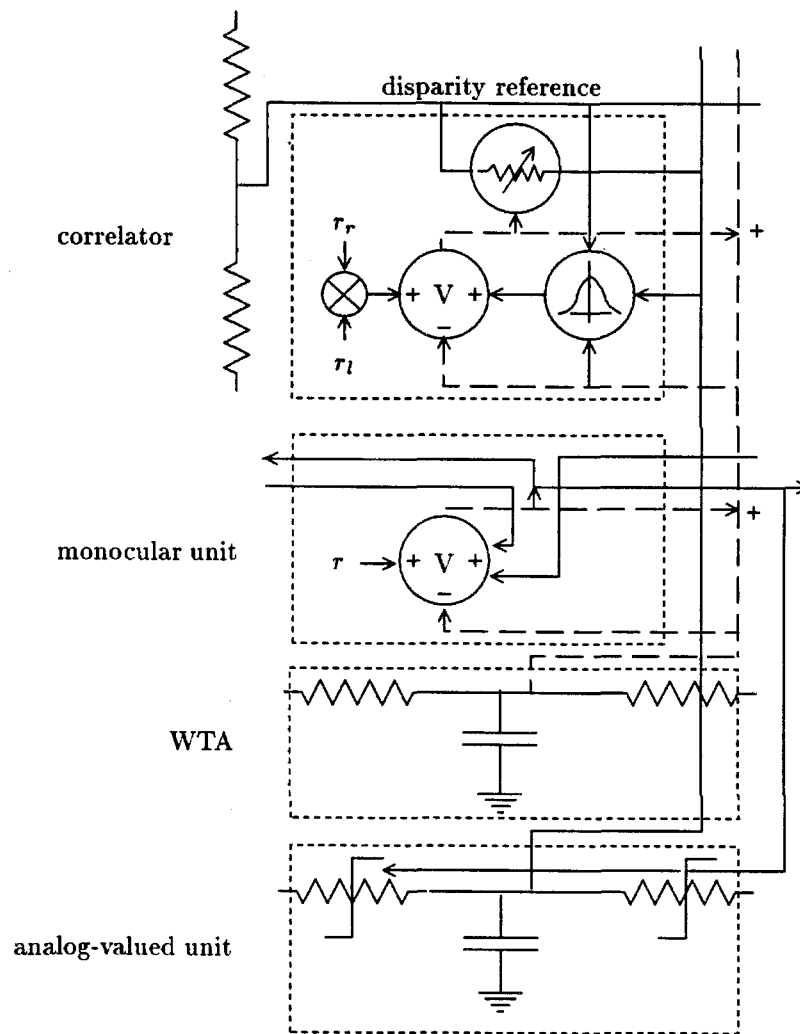 disparity reference
correlator
r_r
+ V + −
r_l
+
monocular unit
r
+ V + −
+
WTA
analog-valued unit